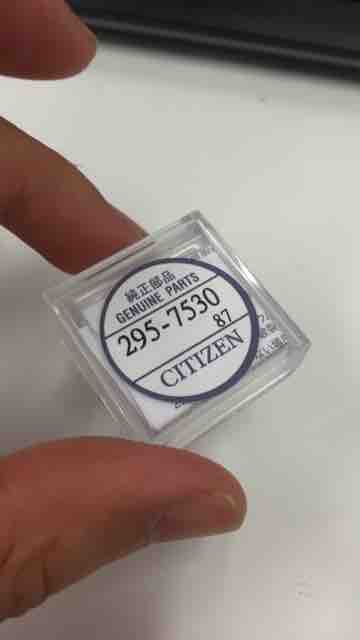 純正部品
GENUINE PARTS
295-7530
87
CITIZEN